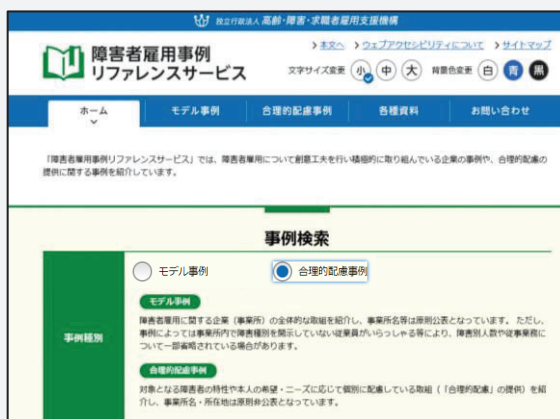 独立行政法人 高齢・障害・求職者雇用支援機構
障害者雇用事例
リファレンスサービス
本文へ ウェブアクセシビリティについて サイトマップ
文字サイズ変更 小 中 大 背景色変更 白 青 黒
ホーム モデル事例 合理的配慮事例 各種資料 お問い合わせ
「障害者雇用事例リファレンスサービス」では、障害者雇用について創意工夫を行い積極的に取り組んでいる企業の事例や、合理的配慮の
提供に関する事例を紹介しています。
事例検索
事例種別
モデル事例 合理的配慮事例
モデル事例
障害者雇用に関する企業（事業所）の全体的な取組を紹介し、事業所名等は原則公表となっています。ただし、
事例によっては事業所内で障害種別を開示していない従業員がいらっしゃる等により、障害別人数や従事業務に
ついて一部省略されている場合があります。
合理的配慮事例
対象となる障害者の特性や本人の希望・ニーズに応じて個別に配慮している取組（「合理的配慮」の提供）を紹
介し、事業所名・所在地は原則非公表となっています。